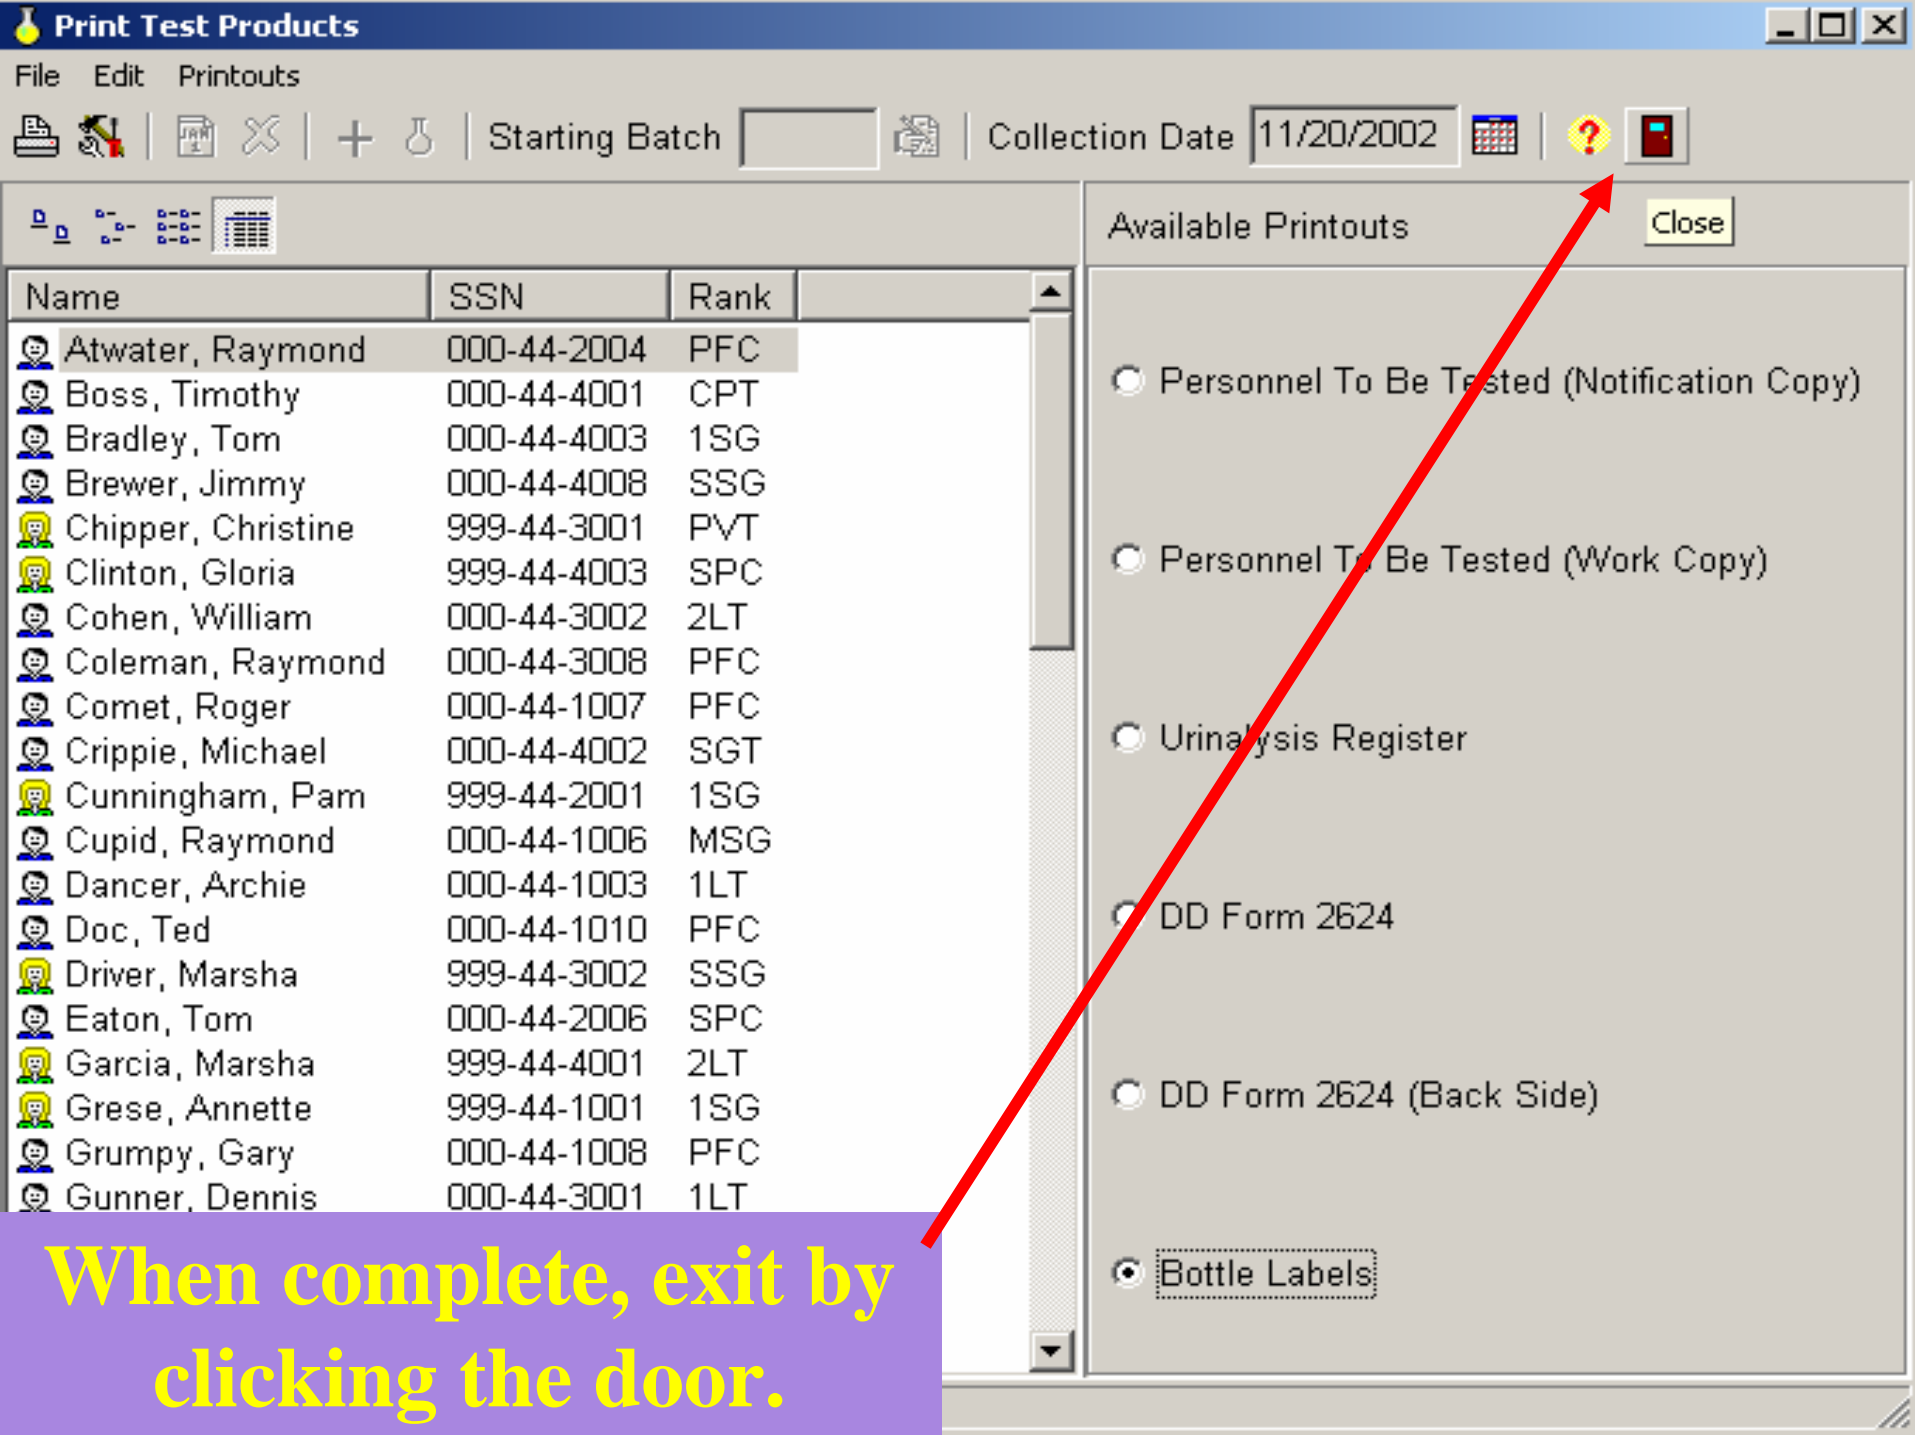 Print Test Products
File Edit Printouts
Starting Batch Collection Date 11/20/2002
Available Printouts Close
Name SSN Rank
Atwater, Raymond 000-44-2004 PFC
Boss, Timothy 000-44-4001 CPT
Bradley, Tom 000-44-4003 1SG
Brewer, Jimmy 000-44-4008 SSG
Chipper, Christine 999-44-3001 PVT
Clinton, Gloria 999-44-4003 SPC
Cohen, William 000-44-3002 2LT
Coleman, Raymond 000-44-3008 PFC
Comet, Roger 000-44-1007 PFC
Crippie, Michael 000-44-4002 SGT
Cunningham, Pam 999-44-2001 1SG
Cupid, Raymond 000-44-1006 MSG
Dancer, Archie 000-44-1003 1LT
Doc, Ted 000-44-1010 PFC
Driver, Marsha 999-44-3002 SSG
Eaton, Tom 000-44-2006 SPC
Garcia, Marsha 999-44-4001 2LT
Grese, Annette 999-44-1001 1SG
Grumpy, Gary 000-44-1008 PFC
Gunner, Dennis 000-44-3001 1LT
Personnel To Be Tested (Notification Copy)
Personnel To Be Tested (Work Copy)
Urinalysis Register
DD Form 2624
DD Form 2624 (Back Side)
Bottle Labels
When complete, exit by
clicking the door.